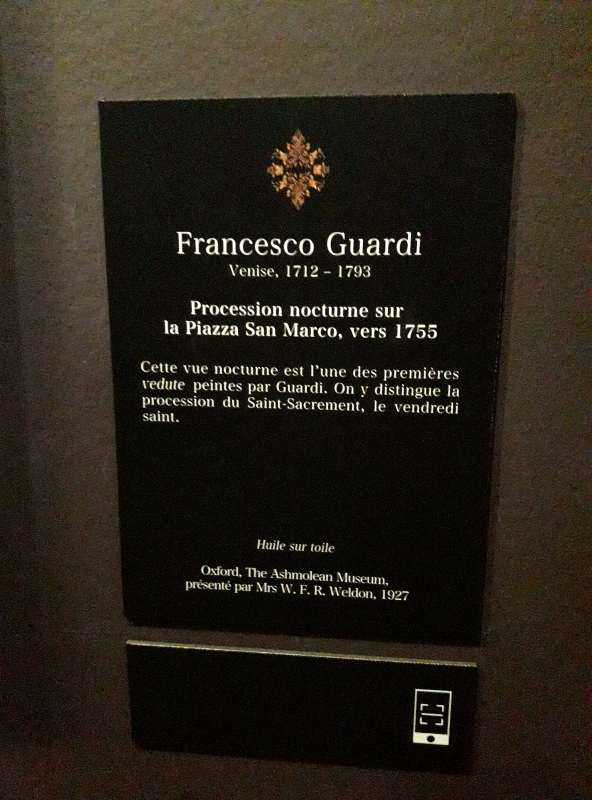 Francesco Guardi
Venise, 1712 – 1793
Procession nocturne sur
la Piazza San Marco, vers 1755
Cette vue nocturne est l'une des premières
vedute peintes par Guardi. On y distingue la
procession du Saint-Sacrement, le vendredi
saint.
Huile sur toile
Oxford, The Ashmolean Museum,
présenté par Mrs W. F. R. Weldon, 1927